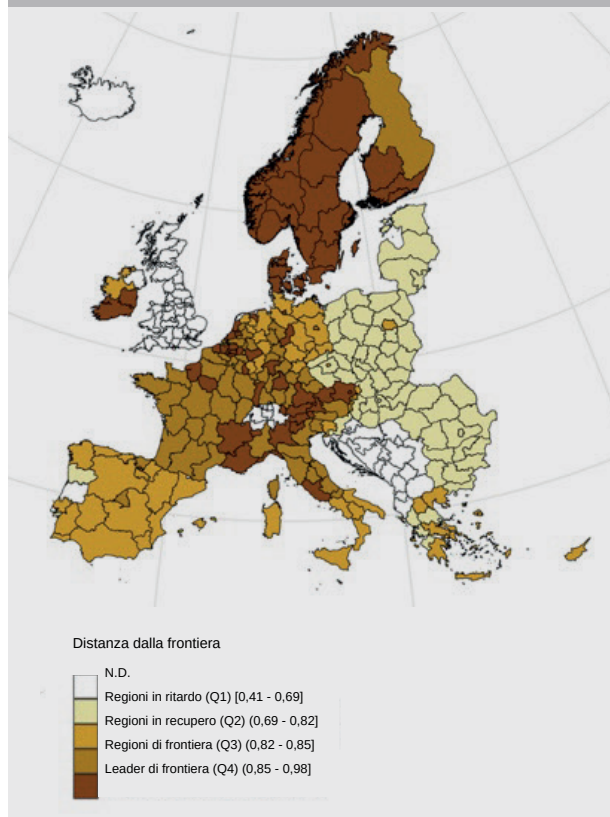 Distanza dalla frontiera
N.D.
Regioni in ritardo (Q1) [0,41 - 0,69]
Regioni in recupero (Q2) (0,69 - 0,82]
Regioni di frontiera (Q3) (0,82 - 0,85]
Leader di frontiera (Q4) (0,85 - 0,98]